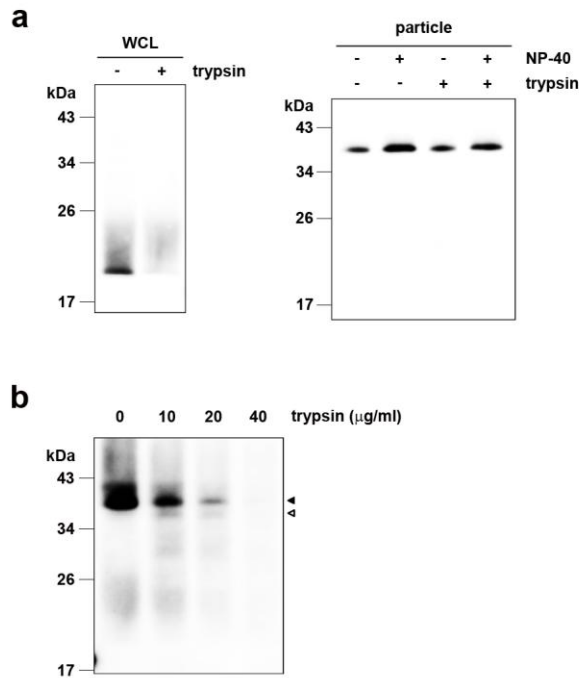 a
WCL
- + trypsin
kDa
43
34
26
17
particle
- + - + NP-40
- - + + trypsin
kDa
43
34
26
17
b
0 10 20 40 trypsin (μg/ml)
kDa
43
34
26
17